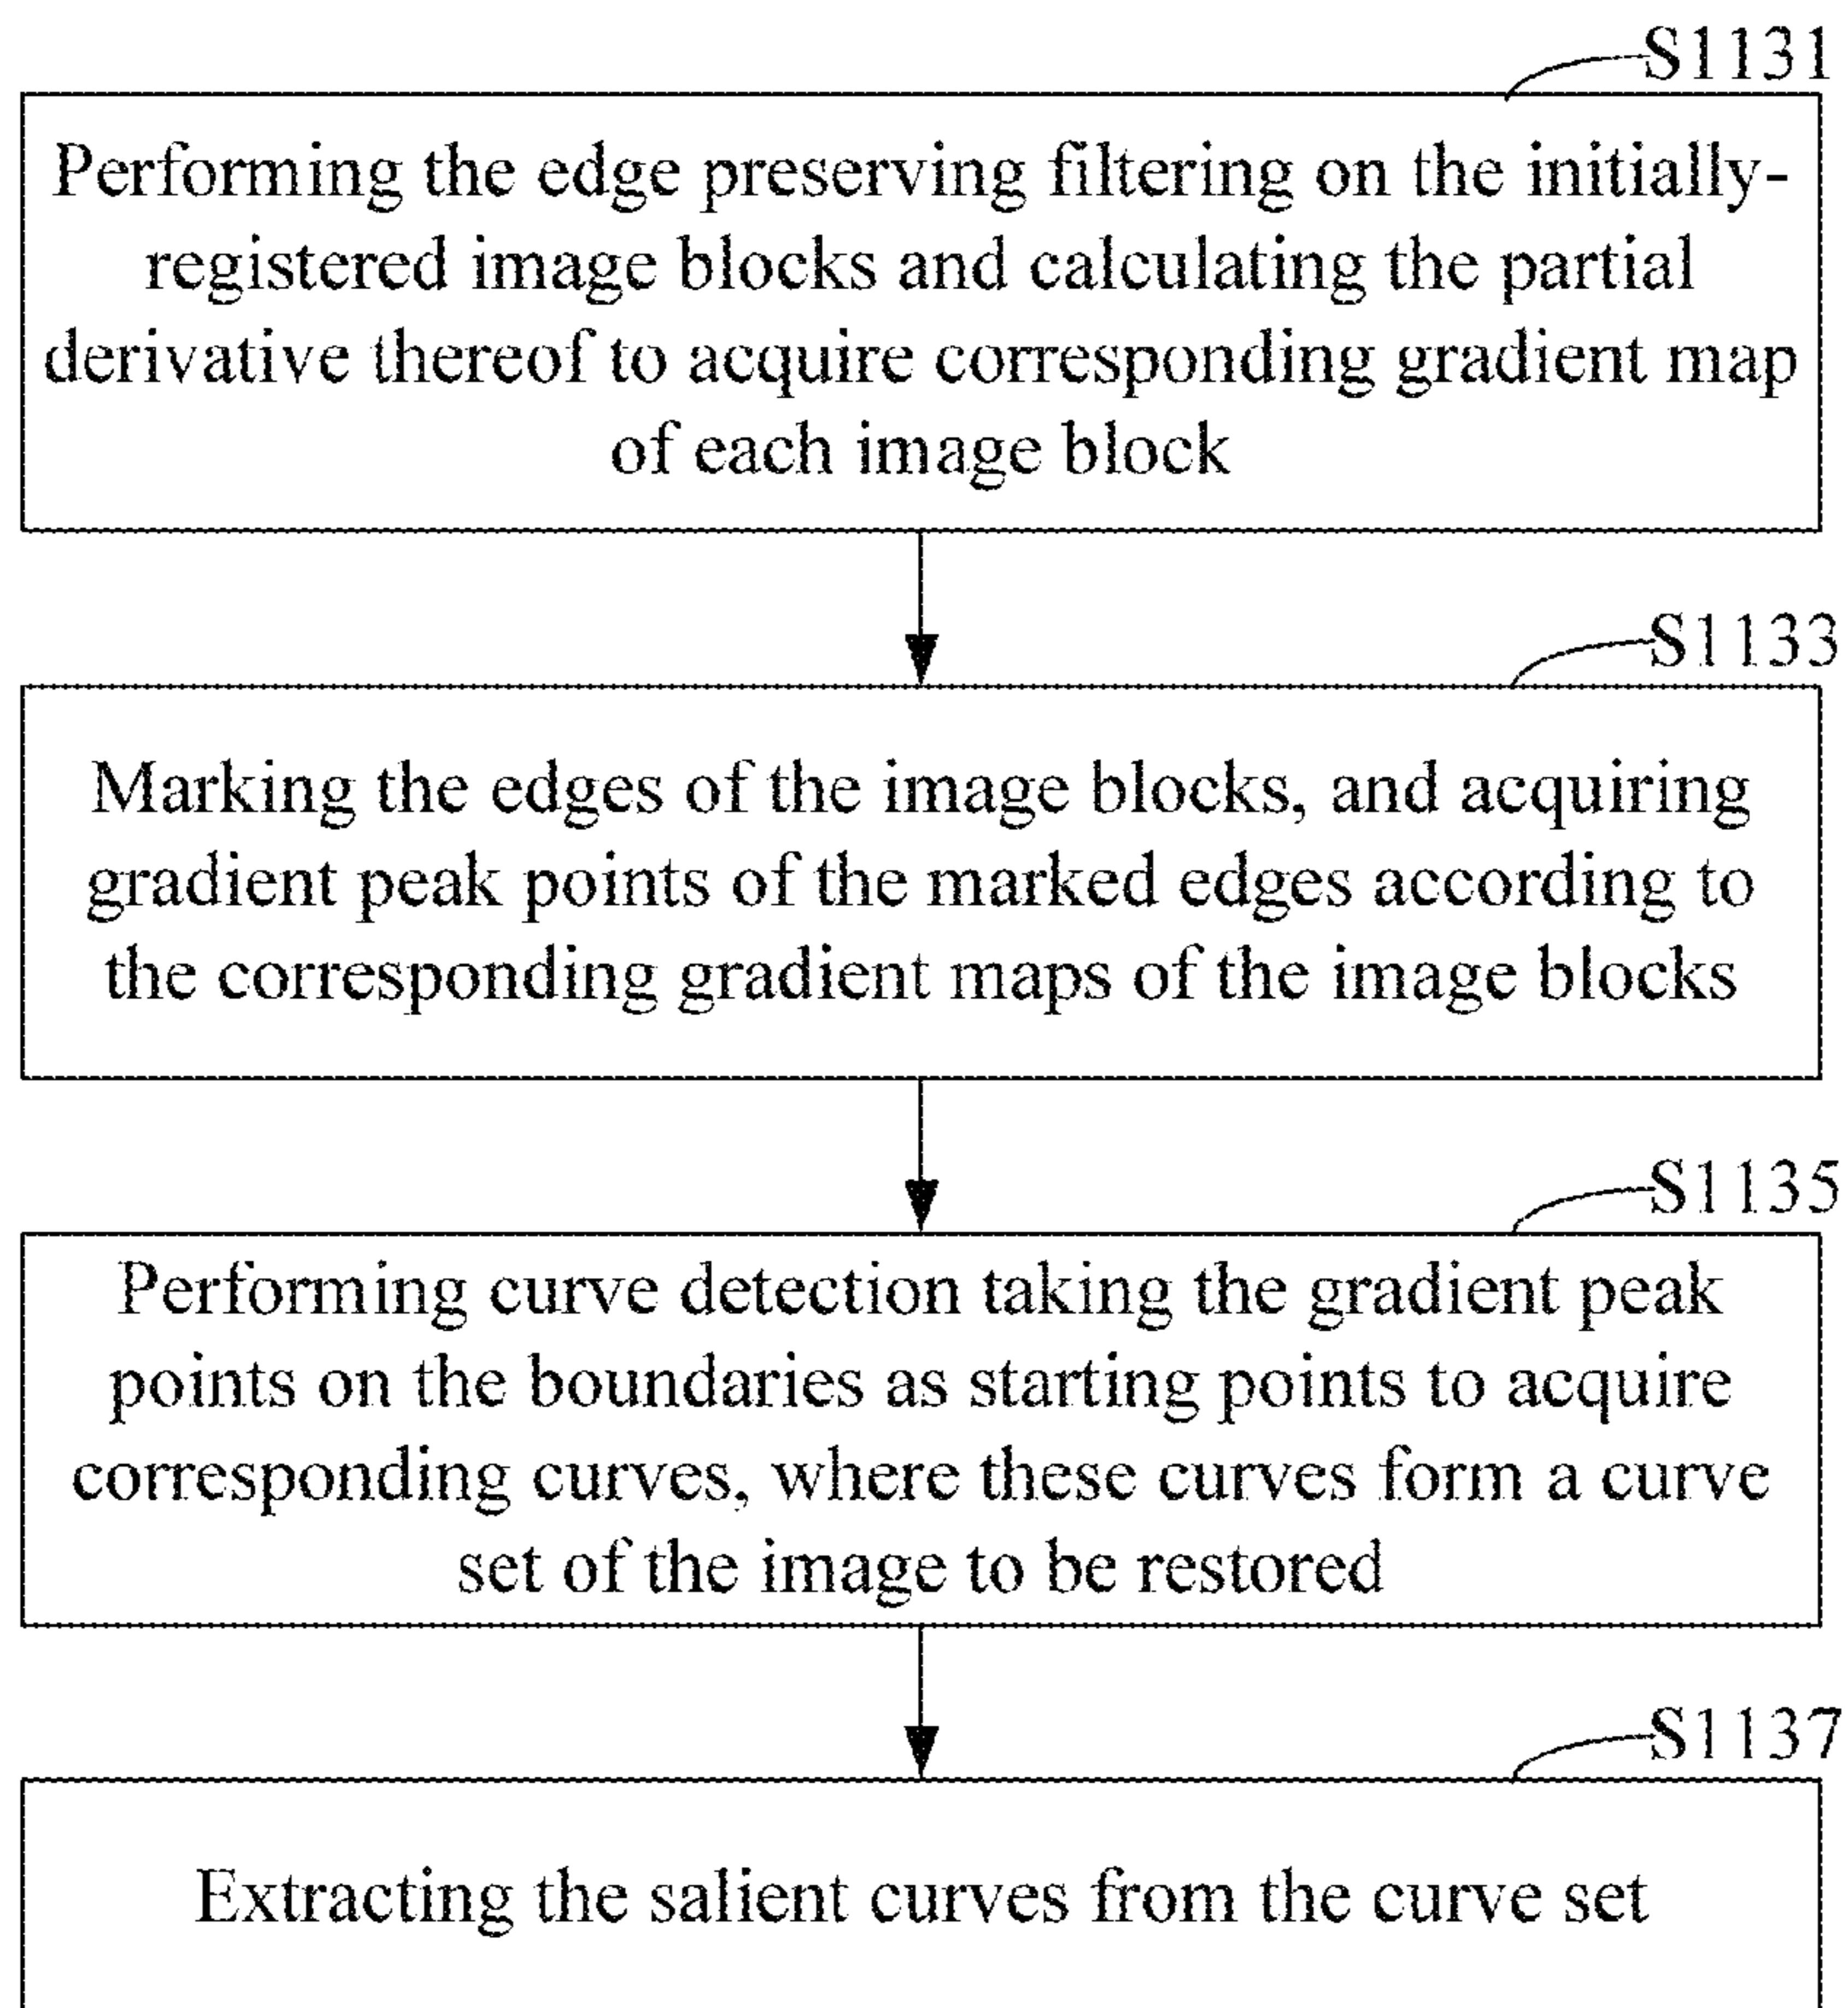 S1131
Performing the edge preserving filtering on the initially-
registered image blocks and calculating the partial
derivative thereof to acquire corresponding gradient map
of each image block
S1133
Marking the edges of the image blocks, and acquiring
gradient peak points of the marked edges according to
the corresponding gradient maps of the image blocks
S1135
Performing curve detection taking the gradient peak
points on the boundaries as starting points to acquire
corresponding curves, where these curves form a curve
set of the image to be restored
S1137
Extracting the salient curves from the curve set